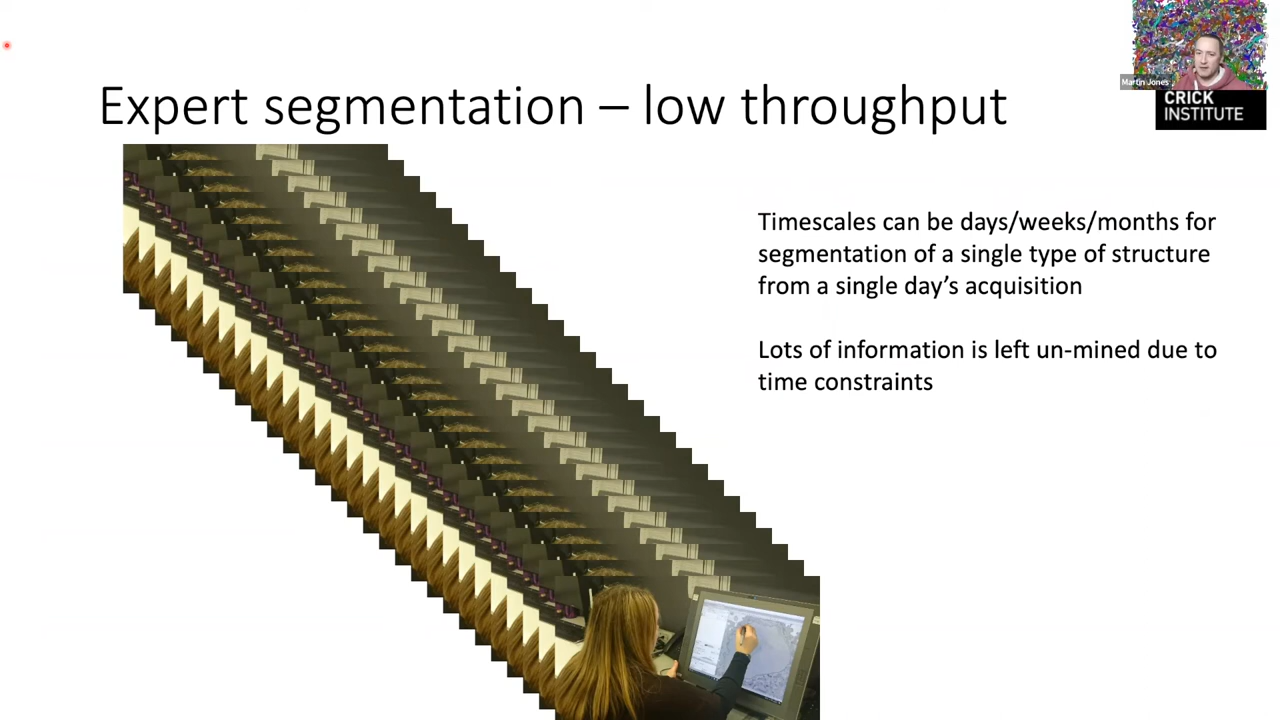 Martin Jones
CRICK
INSTITUTE
Expert segmentation – low throughput
Timescales can be days/weeks/months for
segmentation of a single type of structure
from a single day’s acquisition
Lots of information is left un-mined due to
time constraints